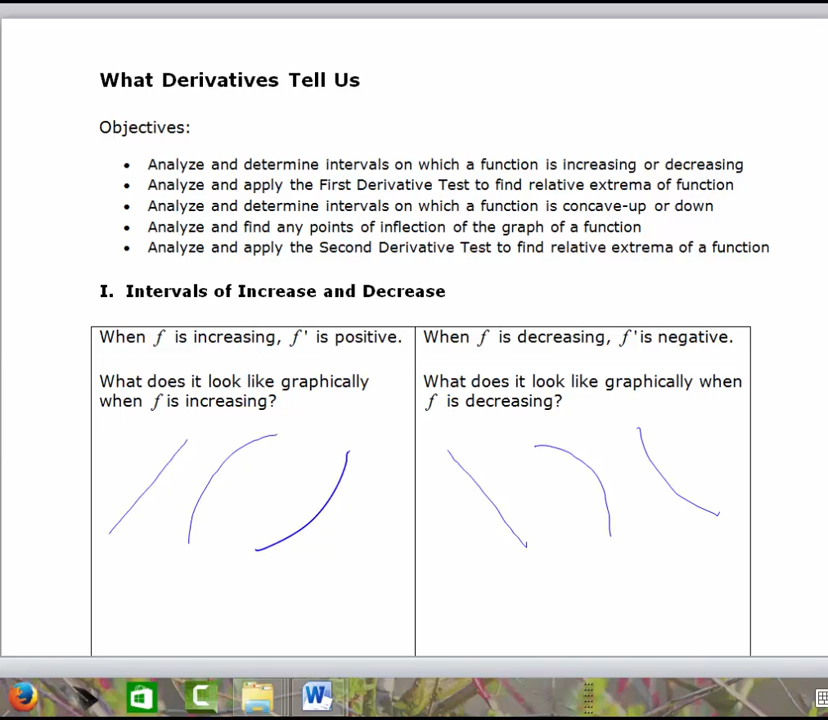 What Derivatives Tell Us
Objectives:
• Analyze and determine intervals on which a function is increasing or decreasing
• Analyze and apply the First Derivative Test to find relative extrema of function
• Analyze and determine intervals on which a function is concave-up or down
• Analyze and find any points of inflection of the graph of a function
• Analyze and apply the Second Derivative Test to find relative extrema of a function
I. Intervals of Increase and Decrease
When f is increasing, f' is positive.
What does it look like graphically
when f is increasing?
When f is decreasing, f' is negative.
What does it look like graphically when
f is decreasing?